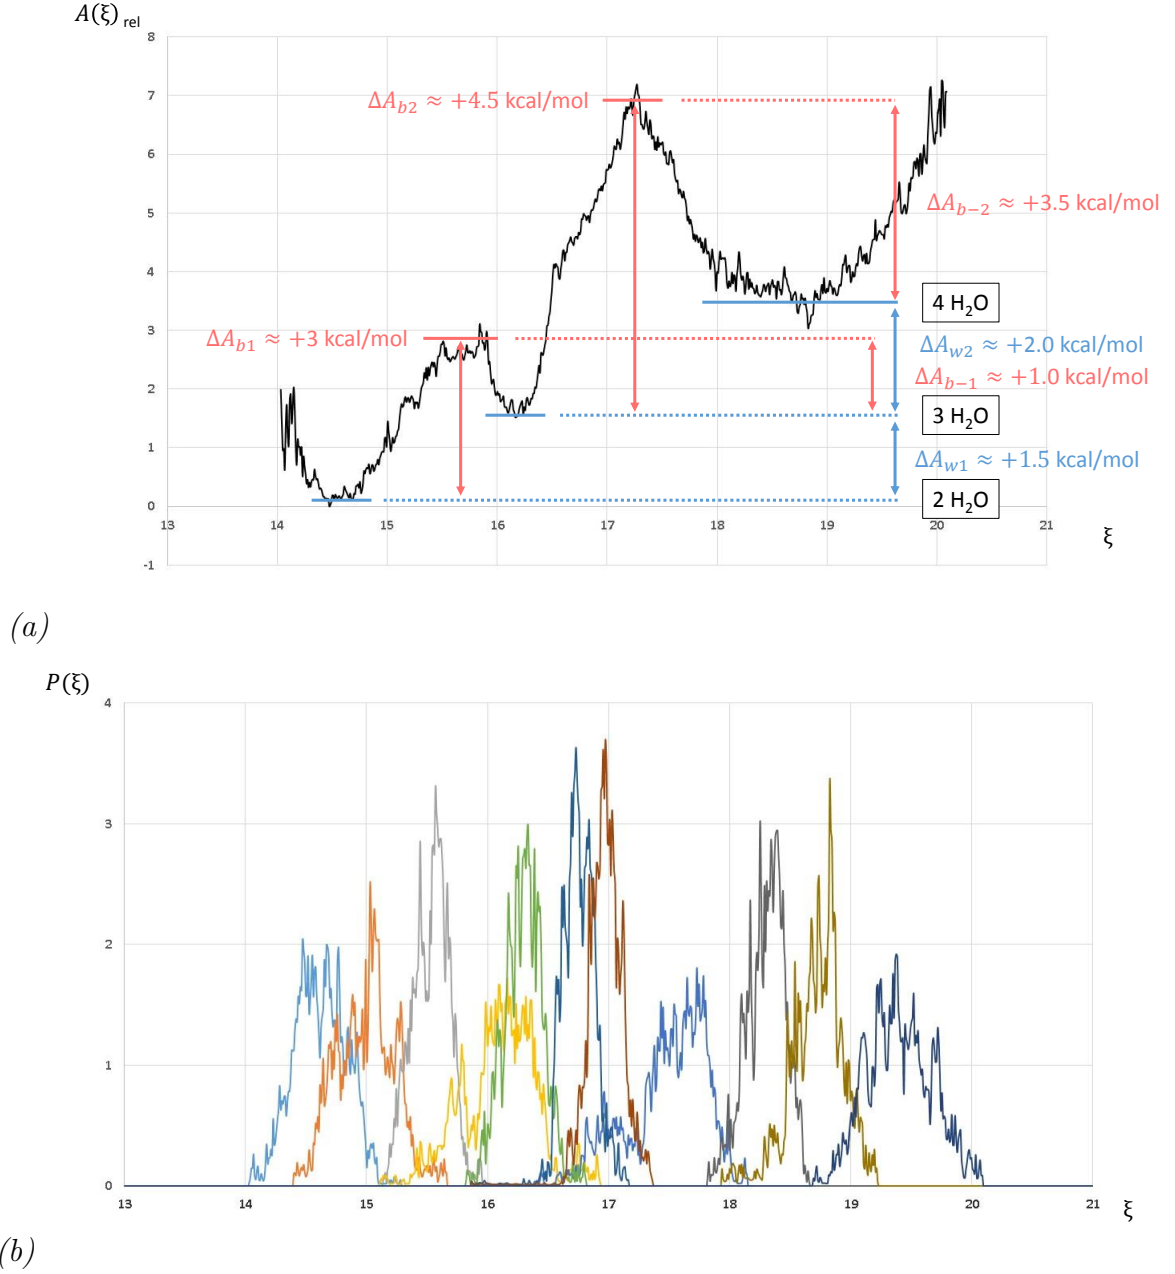 A(ξ) rel
8
7
ΔA_b2 ≈ +4.5 kcal/mol
6
5
ΔA_b−2 ≈ +3.5 kcal/mol
4
4 H₂O
3
ΔA_b1 ≈ +3 kcal/mol
ΔA_w2 ≈ +2.0 kcal/mol
ΔA_b−1 ≈ +1.0 kcal/mol
2
3 H₂O
1
ΔA_w1 ≈ +1.5 kcal/mol
2 H₂O
0
13 14 15 16 17 18 19 20 21
ξ
-1
(a)
P(ξ)
4
3
2
1
0
13 14 15 16 17 18 19 20 21
ξ
(b)